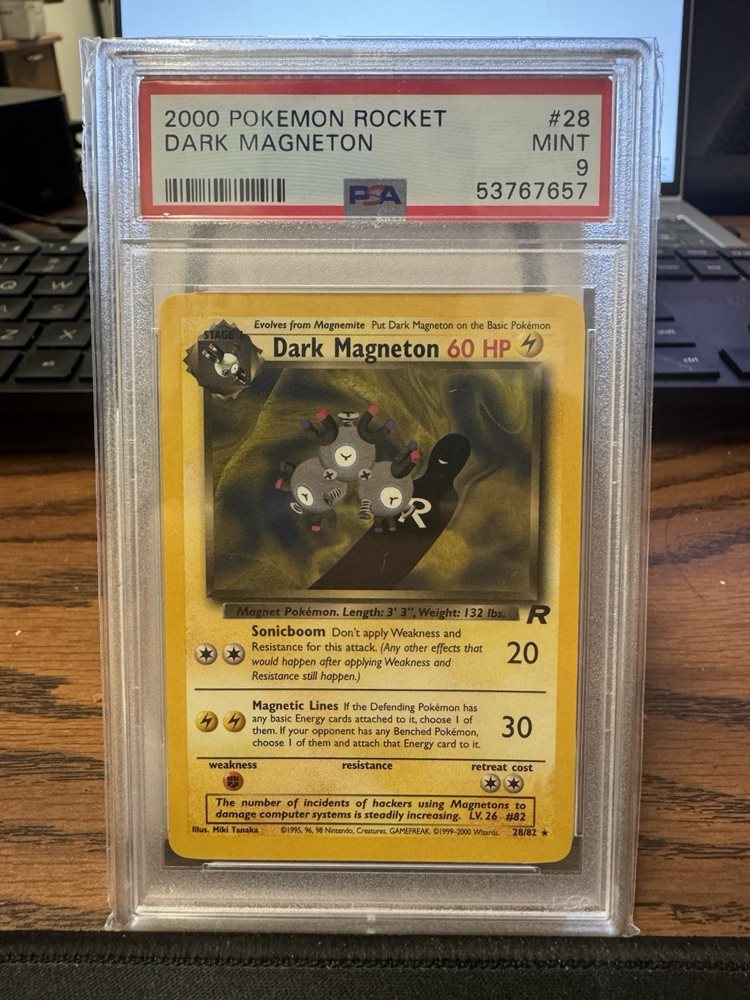 2000 POKEMON ROCKET #28
DARK MAGNETON MINT
9
PSA 53767657
Evolves from Magnemite Put Dark Magneton on the Basic Pokémon
STAGE 1
Dark Magneton 60 HP
R
Magnet Pokémon. Length: 3' 3", Weight: 132 lbs.
R
Sonicboom Don't apply Weakness and
Resistance for this attack. (Any other effects that
would happen after applying Weakness and
Resistance still happen.)
20
Magnetic Lines If the Defending Pokémon has
any basic Energy cards attached to it, choose 1 of
them. If your opponent has any Benched Pokémon,
choose 1 of them and attach that Energy card to it.
30
weakness resistance retreat cost
The number of incidents of hackers using Magnetons to
damage computer systems is steadily increasing. LV. 26 #82
Illus. Miki Tanaka ©1995, 96, 98 Nintendo, Creatures, GAMEFREAK. ©1999-2000 Wizards. 28/82 ★
Q
W
A
S
Z
X